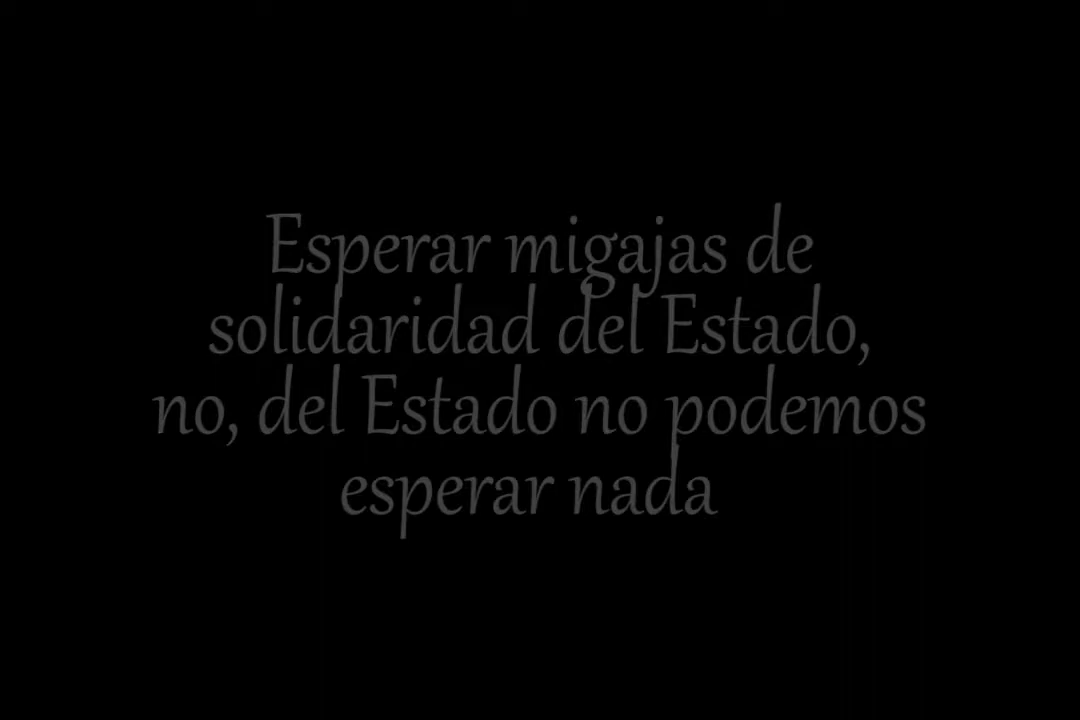 Esperar migajas de
solidaridad del Estado,
no, del Estado no podemos
esperar nada